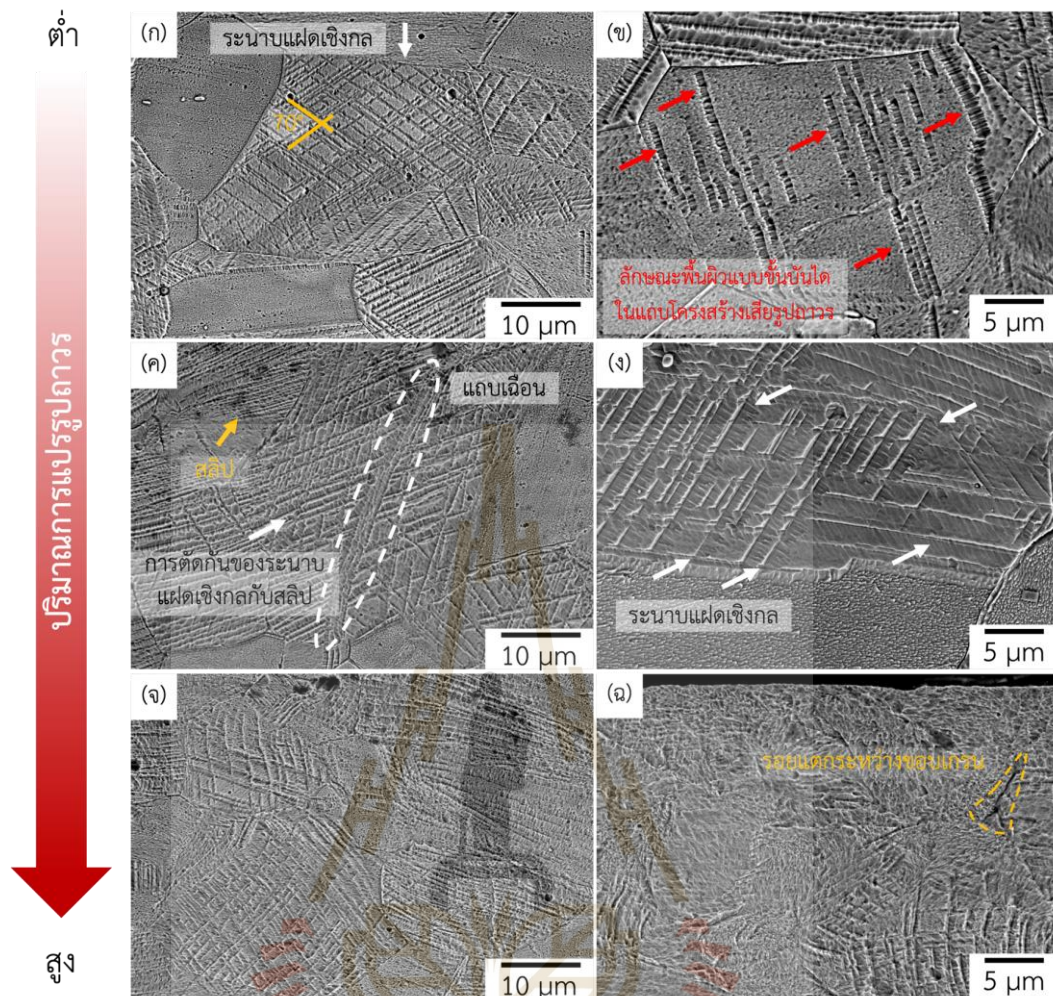 ต่ำ
ปริมาณการแปรรูปถาวร
สูง
(ก)
ระนาบแฝดเชิงกล
70°
10 µm
(ข)
ลักษณะพื้นผิวแบบขั้นบันได
ในแถบโครงสร้างเสียรูปถาวร
5 µm
(ค)
แถบเฉือน
สลิป
การตัดกันของระนาบ
แฝดเชิงกลกับสลิป
10 µm
(ง)
ระนาบแฝดเชิงกล
5 µm
(จ)
10 µm
(ฉ)
รอยแตกระหว่างขอบเกรน
5 µm